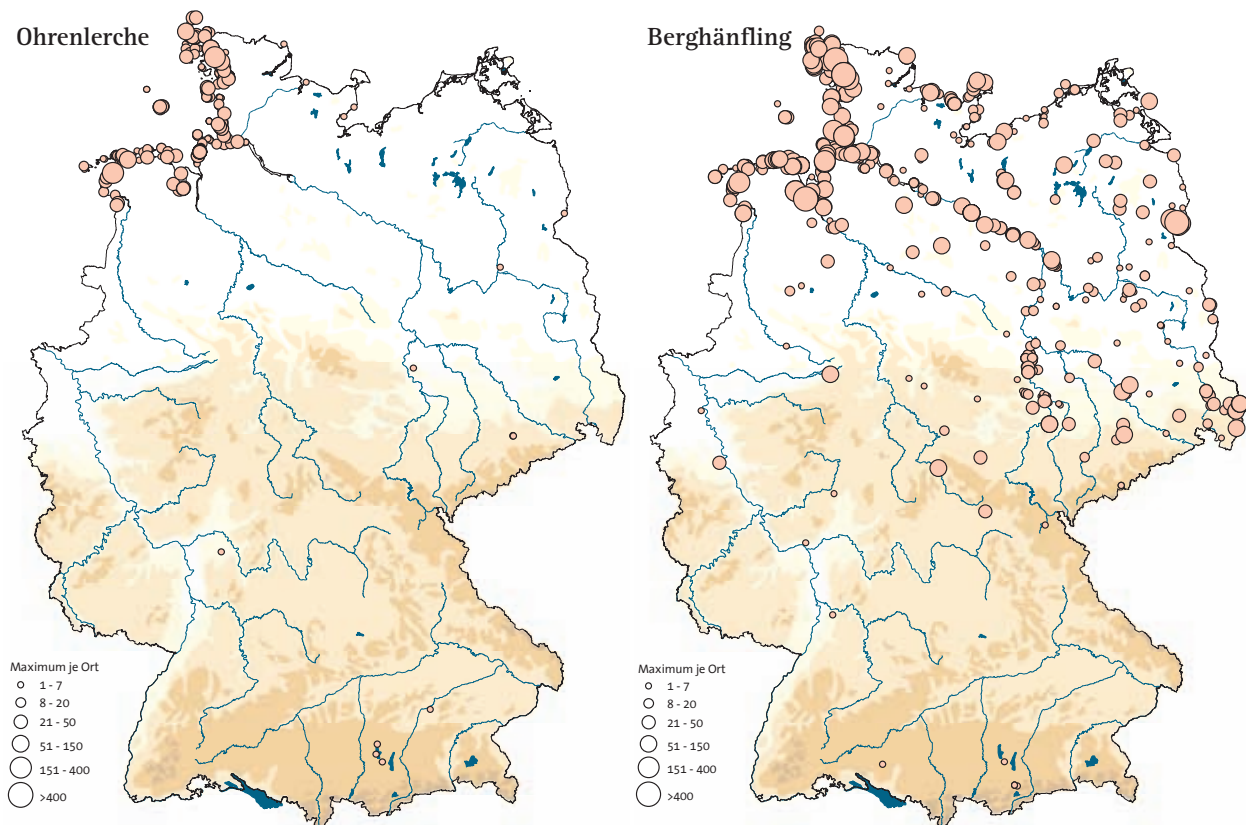 Ohrenlerche
Maximum je Ort
1 - 7
8 - 20
21 - 50
51 - 150
151 - 400
>400
Berghänfling
Maximum je Ort
1 - 7
8 - 20
21 - 50
51 - 150
151 - 400
>400